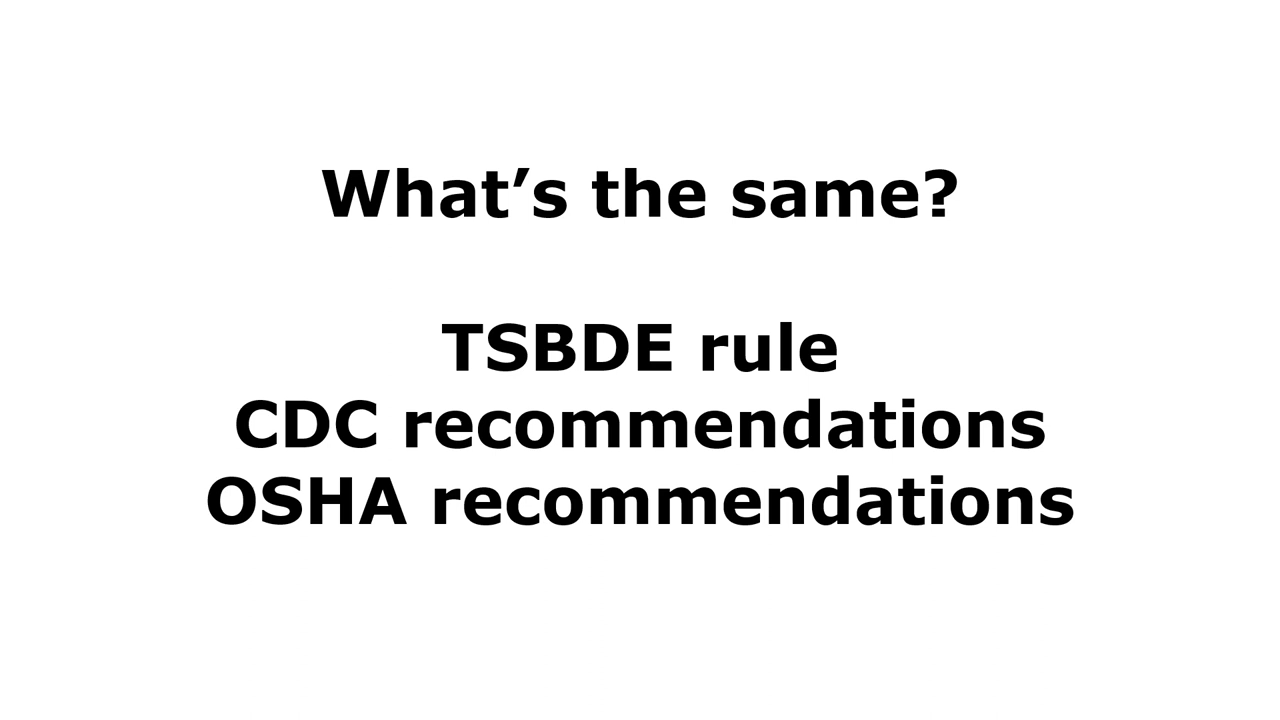 What’s the same?
TSBDE rule
CDC recommendations
OSHA recommendations